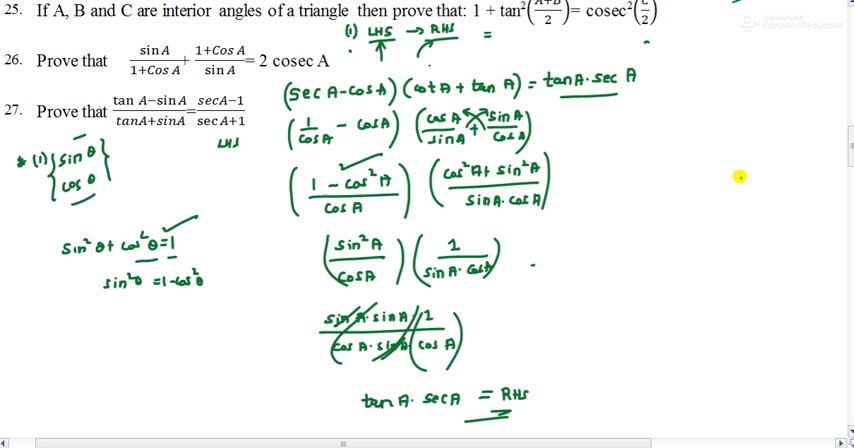 25. If A, B and C are interior angles of a triangle then prove that: 1 + tan²((A+B)/2) = cosec²(C/2)
(1) LHS → RHS =
26. Prove that sin A/(1+Cos A) + (1+Cos A)/sin A = 2 cosec A
(sec A - cos A) (cot A + tan A) = tan A · sec A
27. Prove that (tan A−sin A)/(tanA+sinA) = (secA−1)/(secA+1)
LHS
(1/cos A - cos A) (cos A/sin A + sin A/cos A)
* (1) { sin θ
cos θ }
((1 - cos² A)/cos A) ((cos² A + sin² A)/(sin A · cos A))
sin² θ + cos² θ = 1
sin² θ = 1 - cos² θ
(sin² A/cos A) (1/(sin A · cos A))
(sin A · sin A · 1)/(cos A · sin A (cos A))
tan A · sec A = RHS